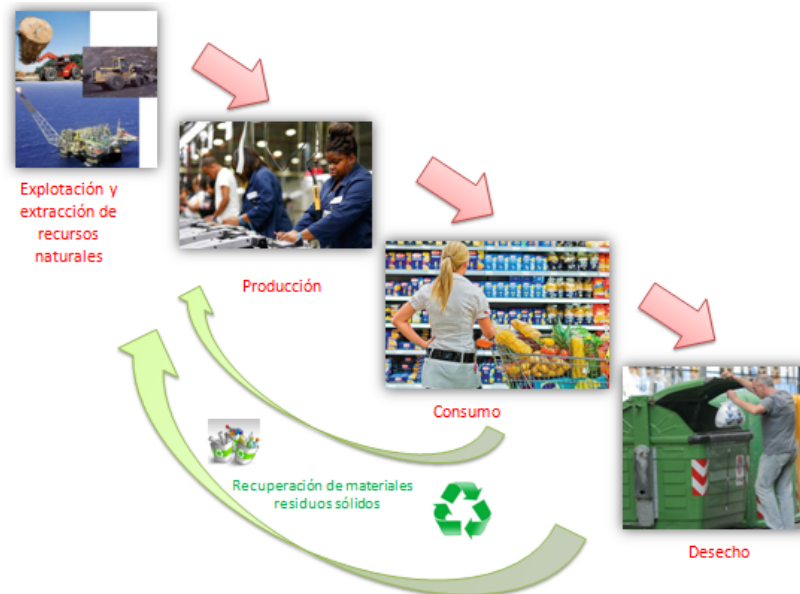 Explotación y
extracción de
recursos
naturales
Producción
Consumo
Recuperación de materiales
residuos sólidos
Desecho